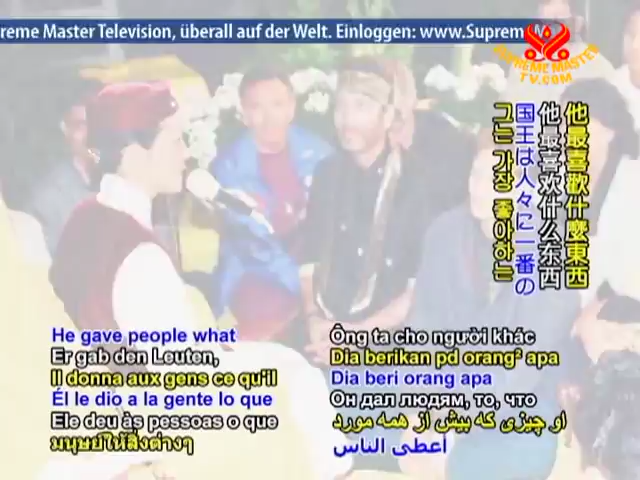 reme Master Television, überall auf der Welt. Einloggen: www.SupremeM
SUPREME MASTER
TV.COM
他最喜歡什麼東西
他最喜欢什么东西
国王は人々に一番の
그는 가장 좋아하는
He gave people what
Er gab den Leuten,
Il donna aux gens ce qu'il
Él le dio a la gente lo que
Ele deu às pessoas o que
มนุษย์ให้สิ่งต่างๆ
Ông ta cho người khác
Dia berikan pd orang² apa
Dia beri orang apa
Он дал людям, то, что
او چیزی که بیش از همه مورد
أعطى الناس